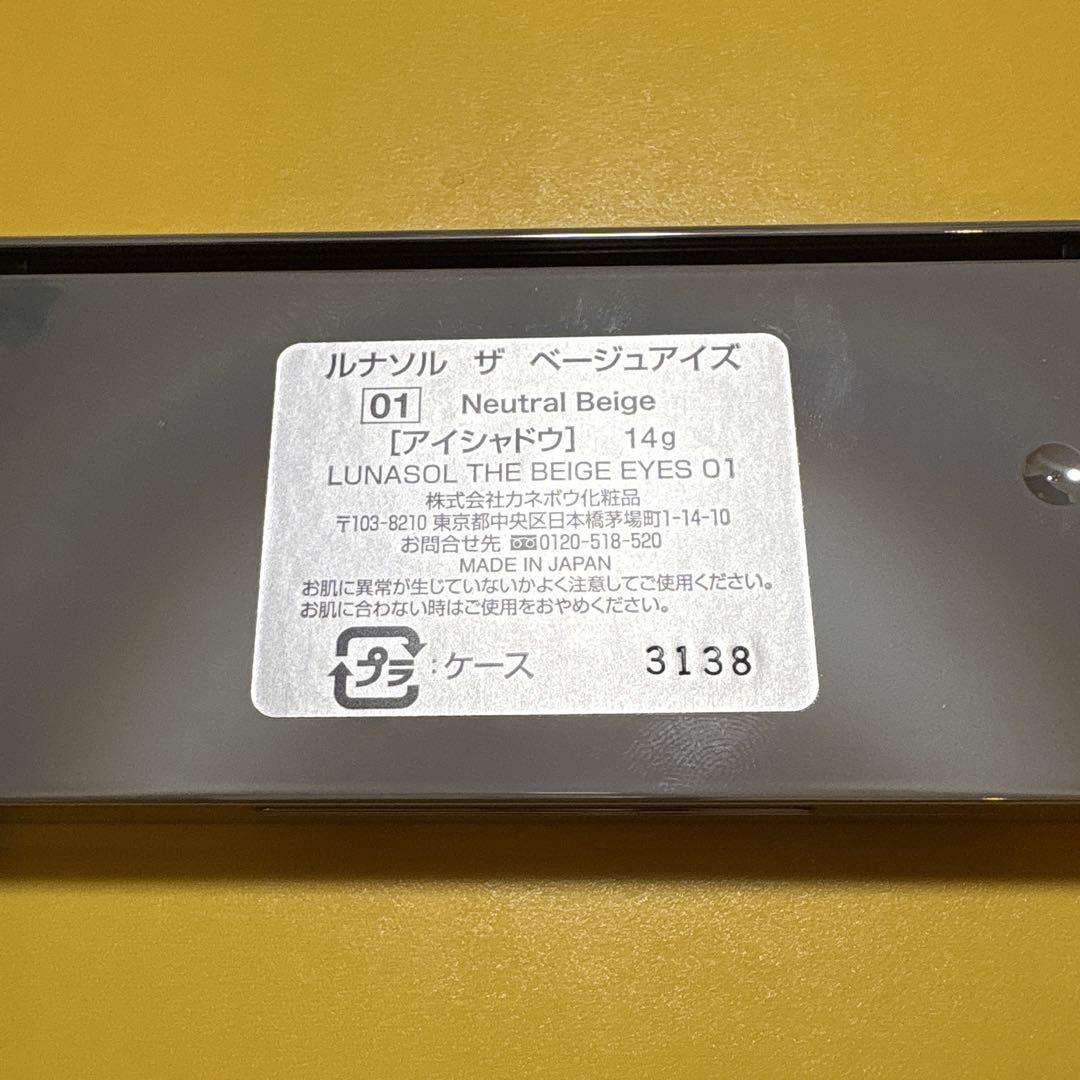 ルナソル ザ ベージュアイズ
01 Neutral Beige
[アイシャドウ] 14g
LUNASOL THE BEIGE EYES 01
株式会社カネボウ化粧品
〒103-8210 東京都中央区日本橋茅場町1-14-10
お問合せ先 0120-518-520
MADE IN JAPAN
お肌に異常が生じていないかよく注意してご使用ください。
お肌に合わない時はご使用をおやめください。
プラ :ケース 3138